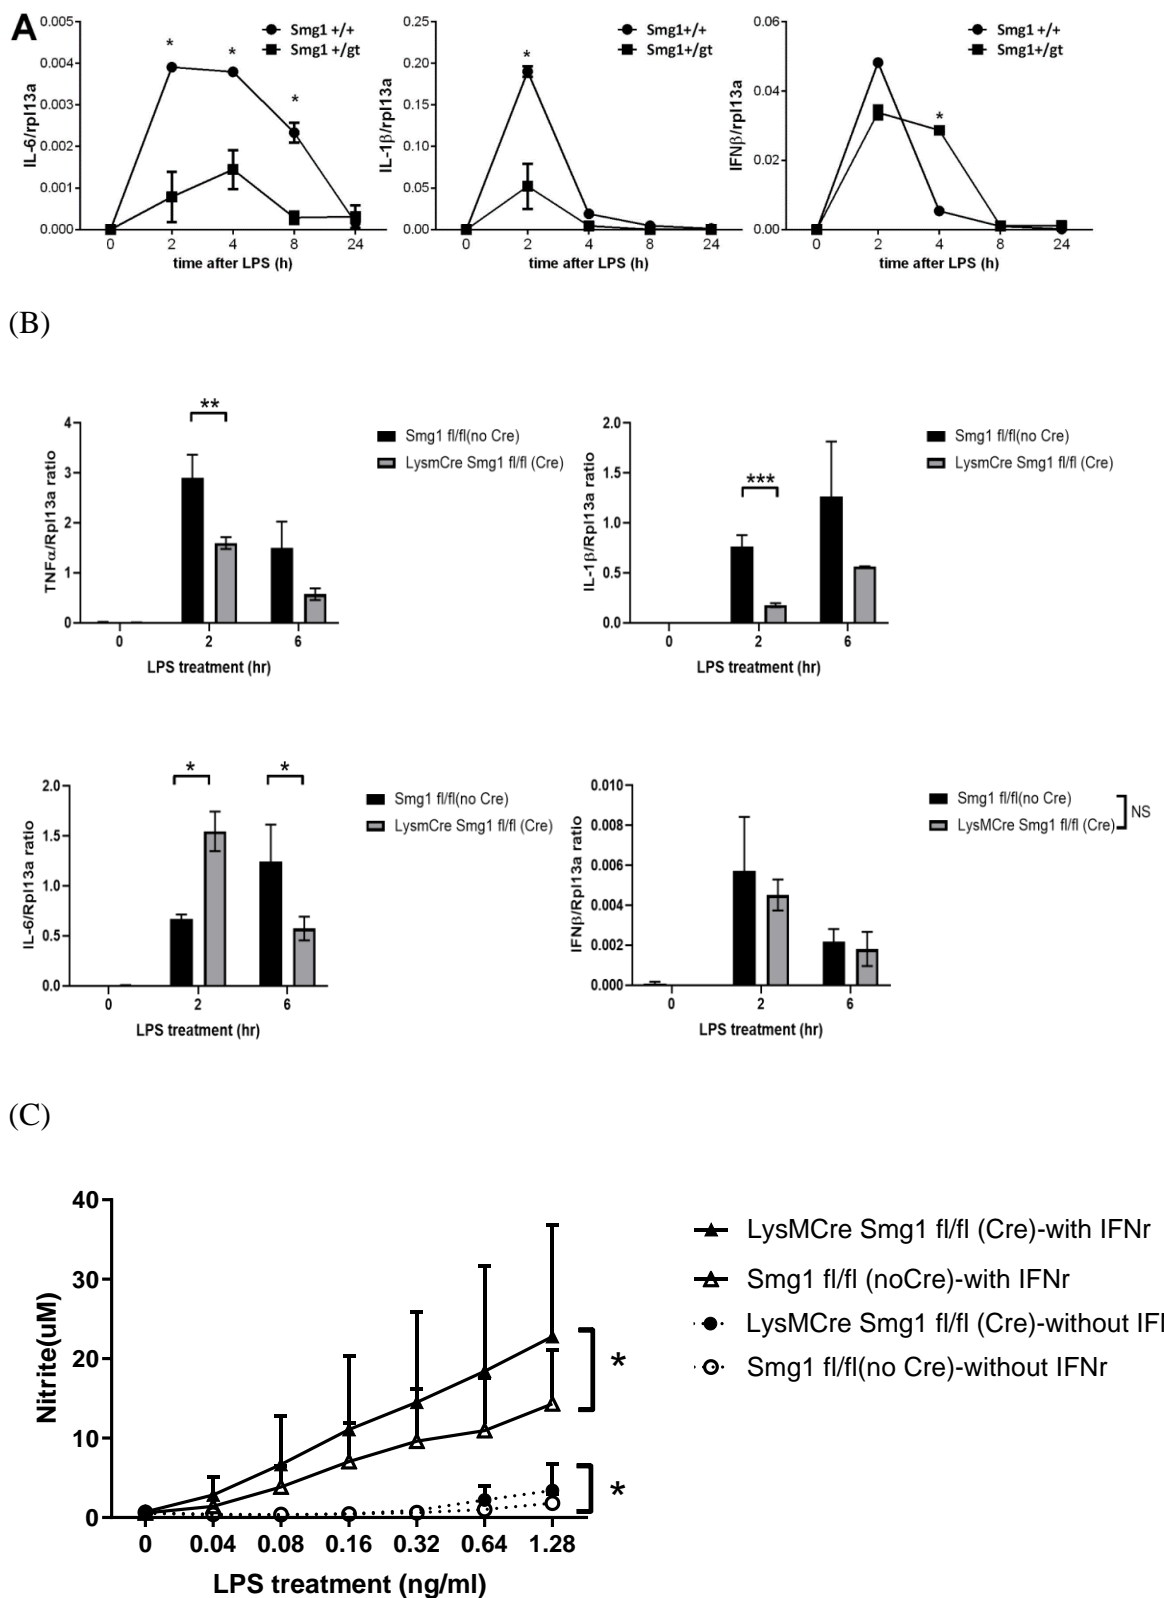 A
IL-6/rpl13a
0.005
0.004
0.003
0.002
0.001
0.000
*
*
*
Smg1 +/+
Smg1 +/gt
0
2
4
8
24
time after LPS (h)
IL-1β/rpl13a
0.25
0.20
0.15
0.10
0.05
0.00
*
Smg1+/+
Smg1+/gt
0
2
4
8
24
time after LPS (h)
IFNβ/rpl13a
0.06
0.04
0.02
0.00
*
Smg1+/+
Smg1+/gt
0
2
4
8
24
time after LPS (h)
(B)
TNFα/Rpl13a ratio
4
3
2
1
0
**
Smg1 fl/fl(no Cre)
LysmCre Smg1 fl/fl (Cre)
0
2
6
LPS treatment (hr)
IL-1β/Rpl13a ratio
2.0
1.5
1.0
0.5
0.0
***
Smg1 fl/fl(no Cre)
LysmCre Smg1 fl/fl (Cre)
0
2
6
LPS treatment (hr)
IL-6/Rpl13a ratio
2.0
1.5
1.0
0.5
0.0
*
*
Smg1 fl/fl(no Cre)
LysmCre Smg1 fl/fl (Cre)
0
2
6
LPS treatment (hr)
IFNβ/Rpl13a ratio
0.010
0.008
0.006
0.004
0.002
0.000
Smg1 fl/fl(no Cre)
LysMCre Smg1 fl/fl (Cre)
NS
0
2
6
LPS treatment (hr)
(C)
Nitrite(uM)
40
30
20
10
0
*
*
LysMCre Smg1 fl/fl (Cre)-with IFNr
Smg1 fl/fl (noCre)-with IFNr
LysMCre Smg1 fl/fl (Cre)-without IFI
Smg1 fl/fl(no Cre)-without IFNr
0
0.04
0.08
0.16
0.32
0.64
1.28
LPS treatment (ng/ml)